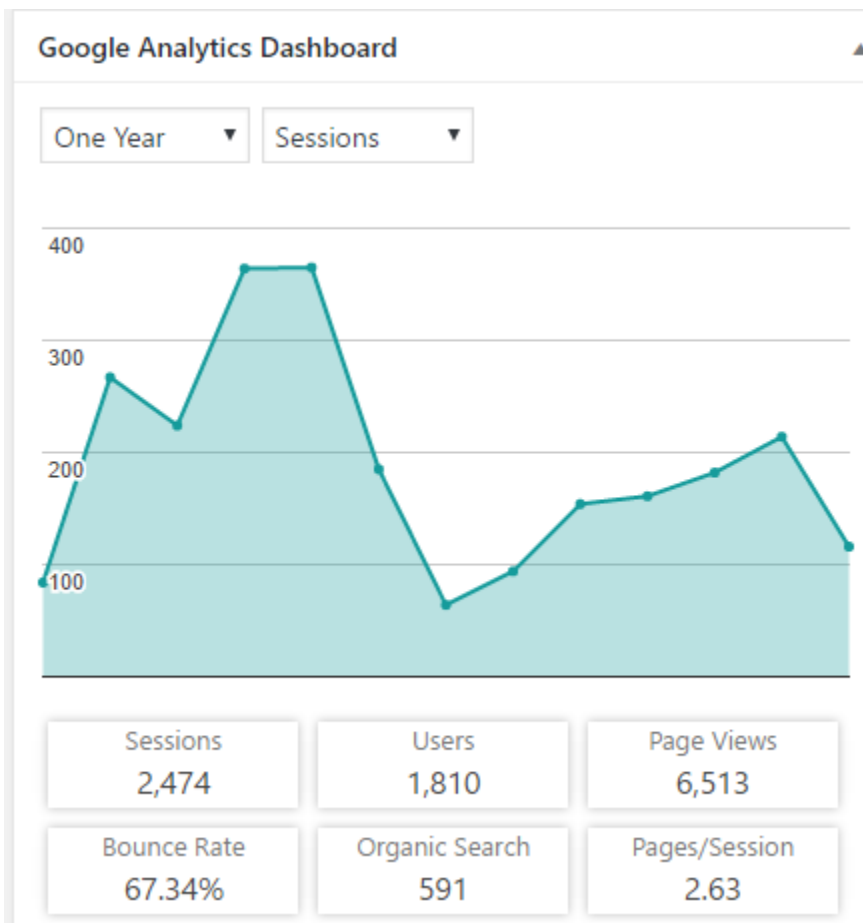 Google Analytics Dashboard
One Year Sessions
400
300
200
100
Sessions Users Page Views
2,474 1,810 6,513
Bounce Rate Organic Search Pages/Session
67.34% 591 2.63